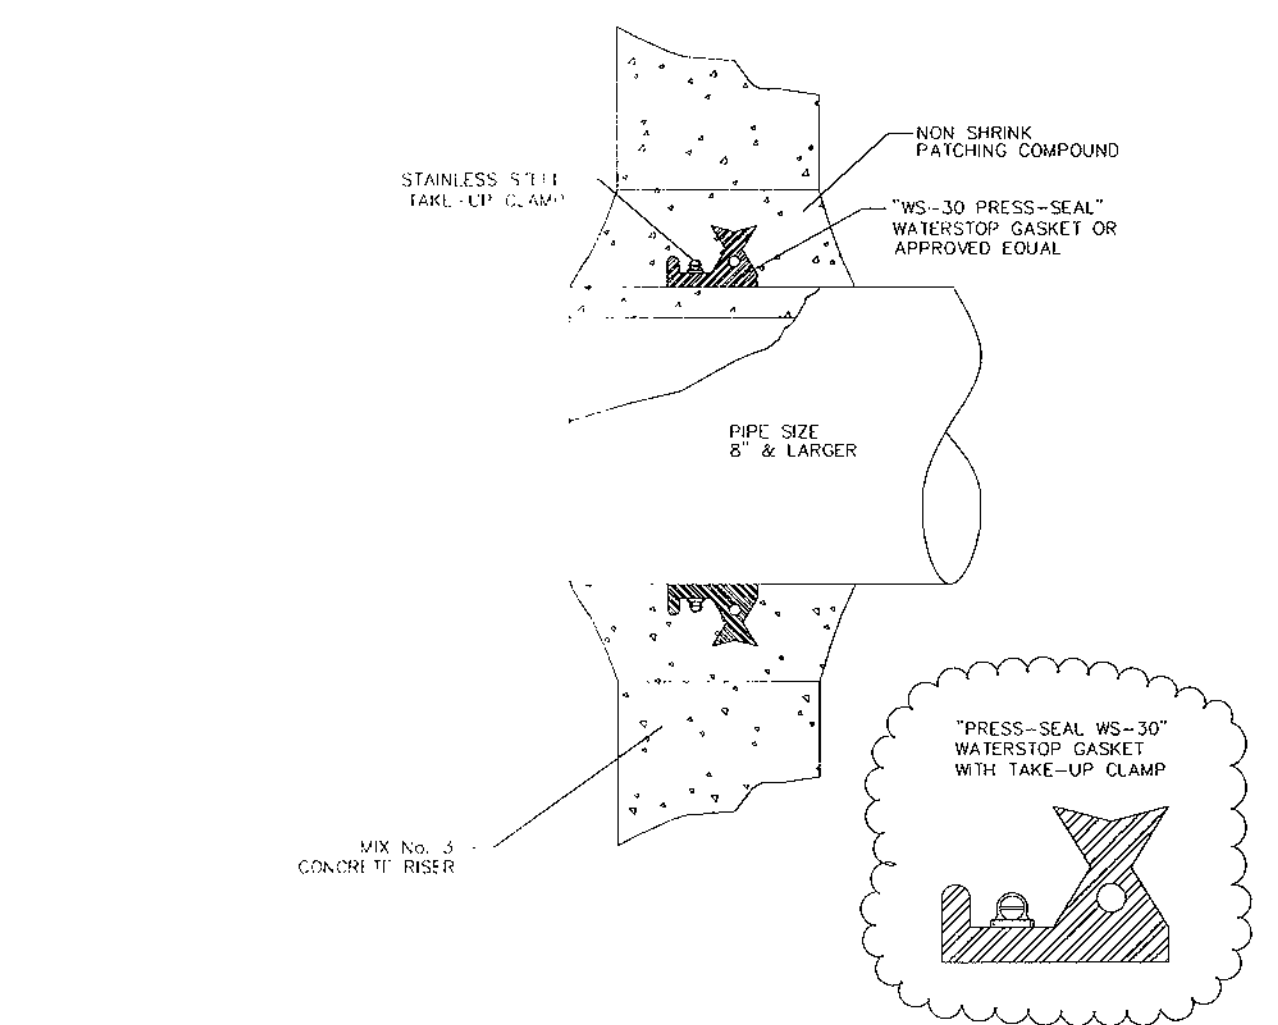 NON SHRINK
PATCHING COMPOUND
STAINLESS STEEL
TAKE-UP CLAMP
"WS-30 PRESS-SEAL"
WATERSTOP GASKET OR
APPROVED EQUAL
PIPE SIZE
8" & LARGER
"PRESS-SEAL WS-30"
WATERSTOP GASKET
WITH TAKE-UP CLAMP
MIX No. 3
CONCRETE RISER